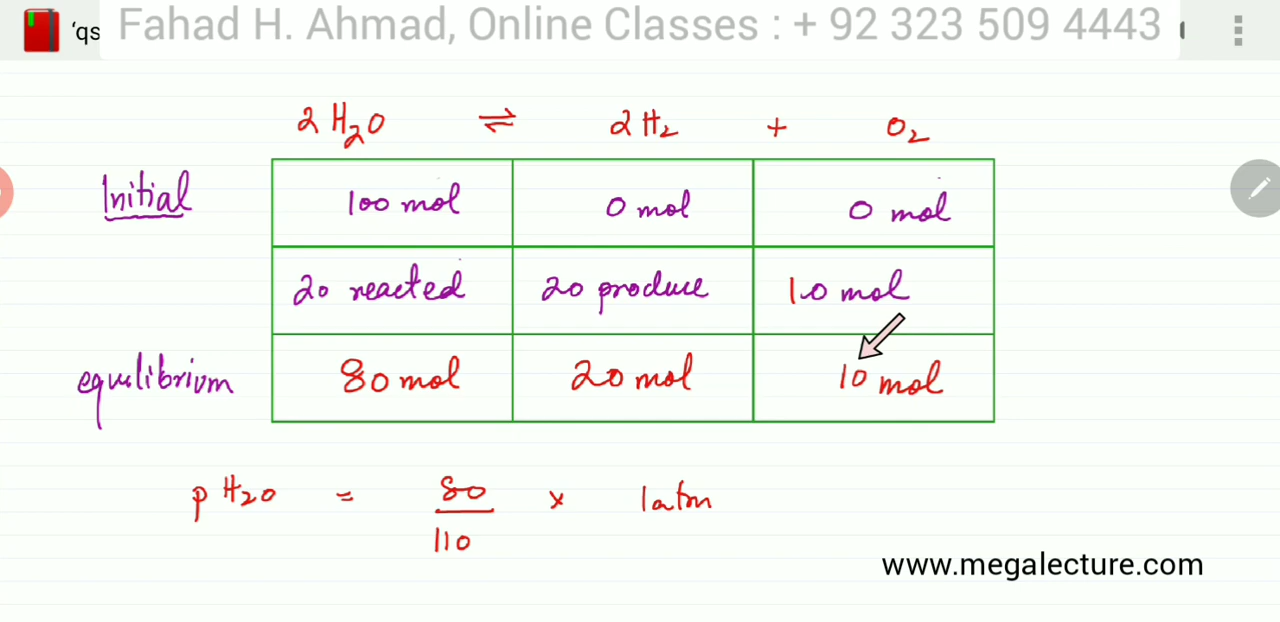 'qs Fahad H. Ahmad, Online Classes : + 92 323 509 4443
2 H2O ⇌ 2 H2 + O2
Initial 100 mol 0 mol 0 mol
20 reacted 20 produce 10 mol
equilibrium 80 mol 20 mol 10 mol
p H2O = 80/110 × 1atm
www.megalecture.com